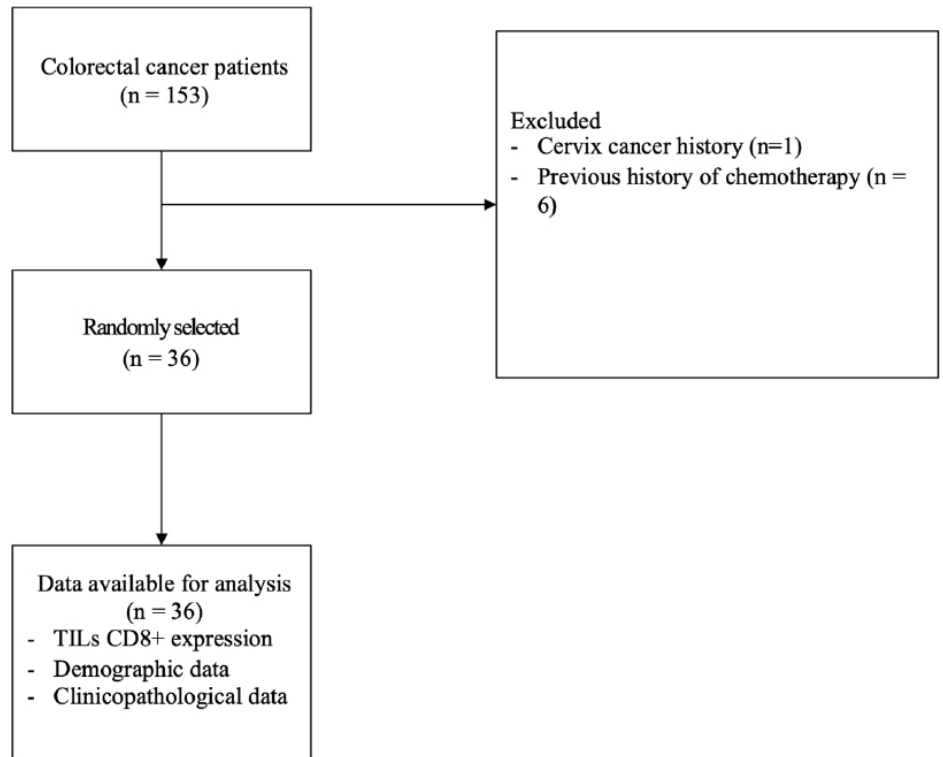 Colorectal cancer patients
(n = 153)
Excluded
- Cervix cancer history (n=1)
- Previous history of chemotherapy (n =
6)
Randomly selected
(n = 36)
Data available for analysis
(n = 36)
- TILs CD8+ expression
- Demographic data
- Clinicopathological data